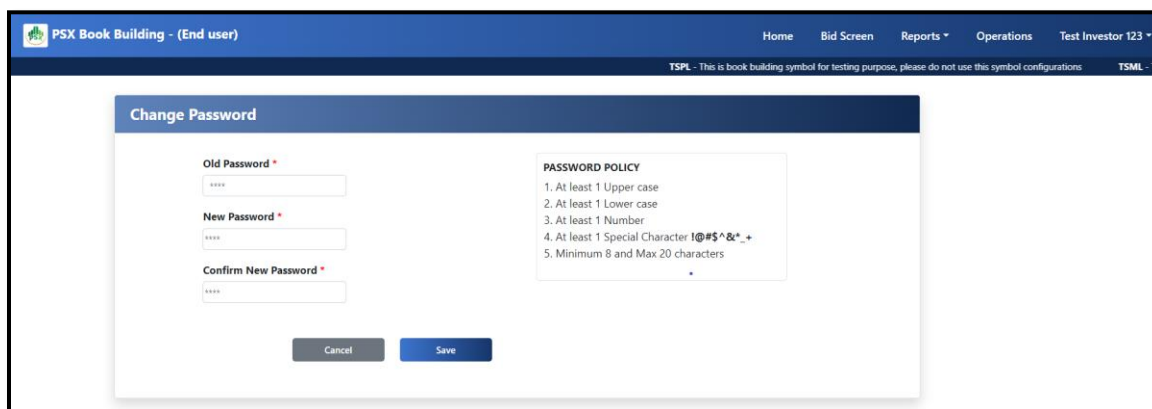 PSX Book Building - (End user)
Home Bid Screen Reports Operations Test Investor 123
TSPL - This is book building symbol for testing purpose, please do not use this symbol configurations TSML -
Change Password
Old Password *
****
New Password *
****
Confirm New Password *
****
Cancel Save
PASSWORD POLICY
1. At least 1 Upper case
2. At least 1 Lower case
3. At least 1 Number
4. At least 1 Special Character !@#$^&*_+
5. Minimum 8 and Max 20 characters